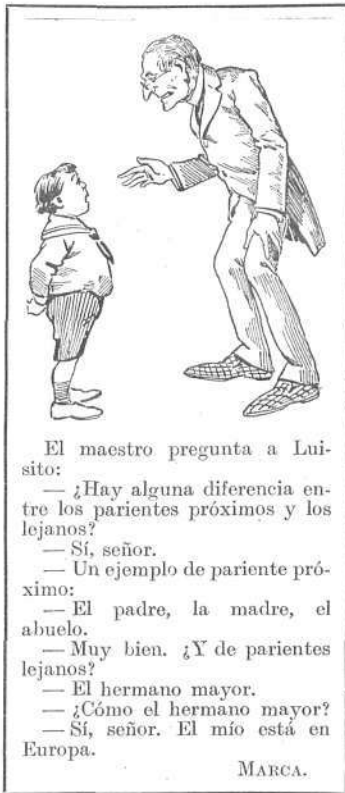 El maestro pregunta a Lui-
sito:
— ¿Hay alguna diferencia en-
tre los parientes próximos y los
lejanos?
— Sí, señor.
— Un ejemplo de pariente pró-
ximo:
— El padre, la madre, el
abuelo.
— Muy bien. ¿Y de parientes
lejanos?
— El hermano mayor.
— ¿Cómo el hermano mayor?
— Sí, señor. El mío está en
Europa.
MARCA.